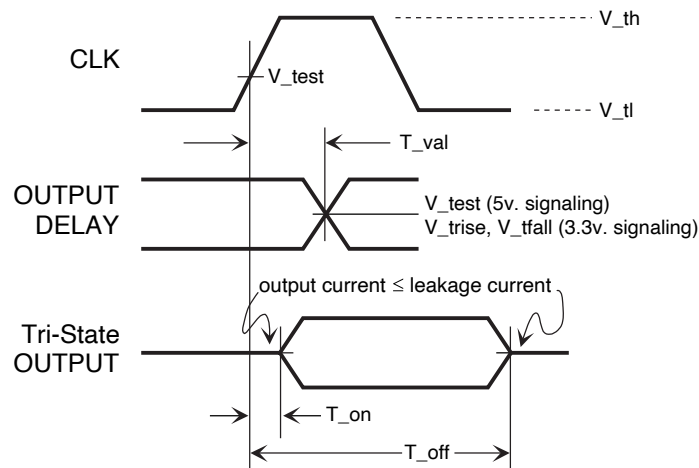 V_th
CLK
V_test
V_tl
T_val
OUTPUT
DELAY
V_test (5v. signaling)
V_trise, V_tfall (3.3v. signaling)
output current ≤ leakage current
Tri-State
OUTPUT
T_on
T_off